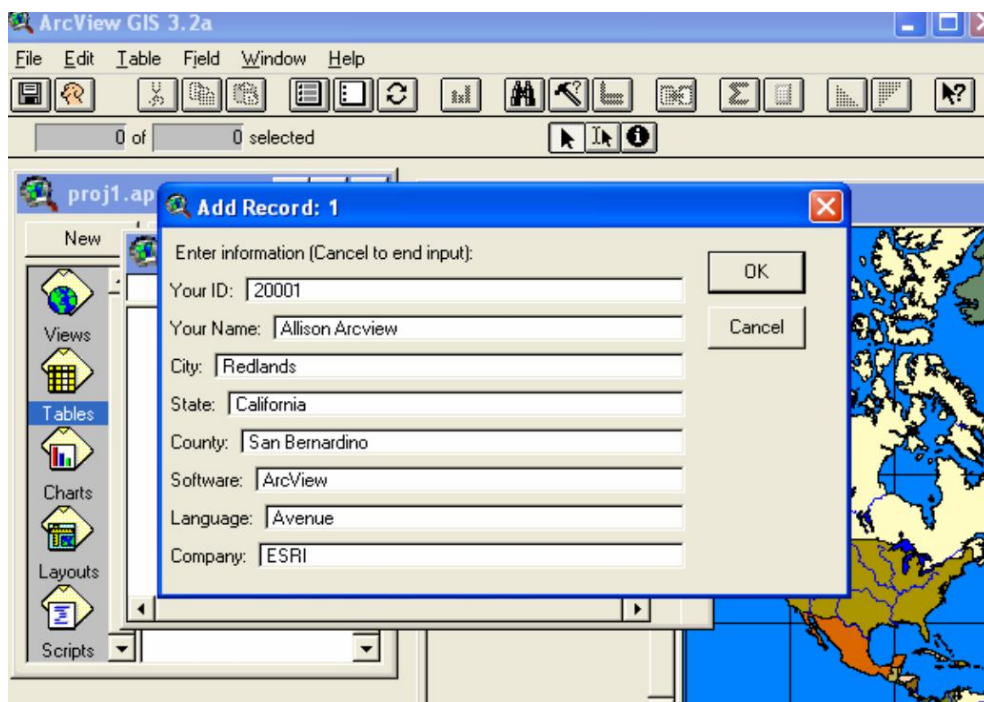 ArcView GIS 3.2a
File Edit Table Field Window Help
0 of 0 selected
proj1.ap
New
Views
Tables
Charts
Layouts
Scripts
Add Record: 1
Enter information (Cancel to end input):
Your ID: 20001
Your Name: Allison Arcview
City: Redlands
State: California
County: San Bernardino
Software: ArcView
Language: Avenue
Company: ESRI
OK
Cancel